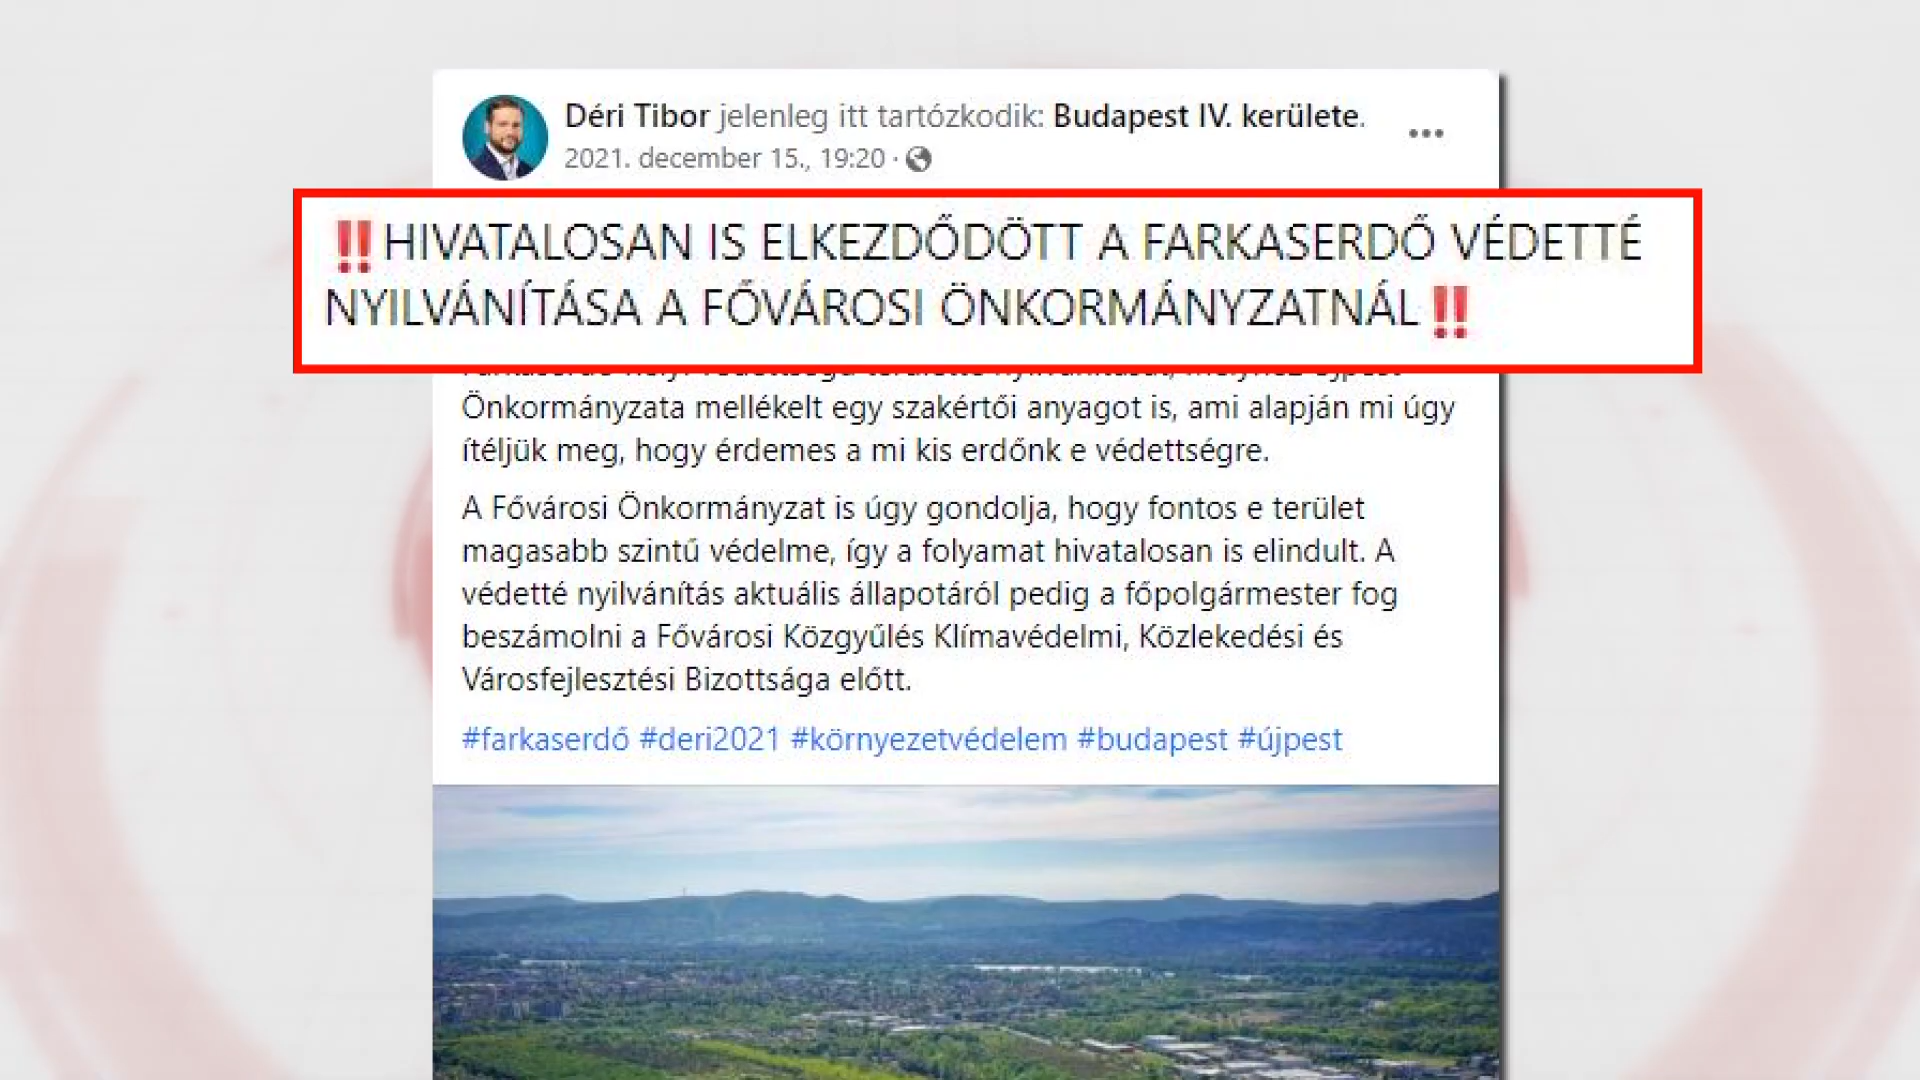 Déri Tibor jelenleg itt tartózkodik: Budapest IV. kerülete.
2021. december 15., 19:20 ·
‼HIVATALOSAN IS ELKEZDŐDÖTT A FARKASERDŐ VÉDETTÉ
NYILVÁNÍTÁSA A FŐVÁROSI ÖNKORMÁNYZATNÁL‼
Önkormányzata mellékelt egy szakértői anyagot is, ami alapján mi úgy
ítéljük meg, hogy érdemes a mi kis erdőnk e védettségre.
A Fővárosi Önkormányzat is úgy gondolja, hogy fontos e terület
magasabb szintű védelme, így a folyamat hivatalosan is elindult. A
védetté nyilvánítás aktuális állapotáról pedig a főpolgármester fog
beszámolni a Fővárosi Közgyűlés Klímavédelmi, Közlekedési és
Városfejlesztési Bizottsága előtt.
#farkaserdő #deri2021 #környezetvédelem #budapest #újpest